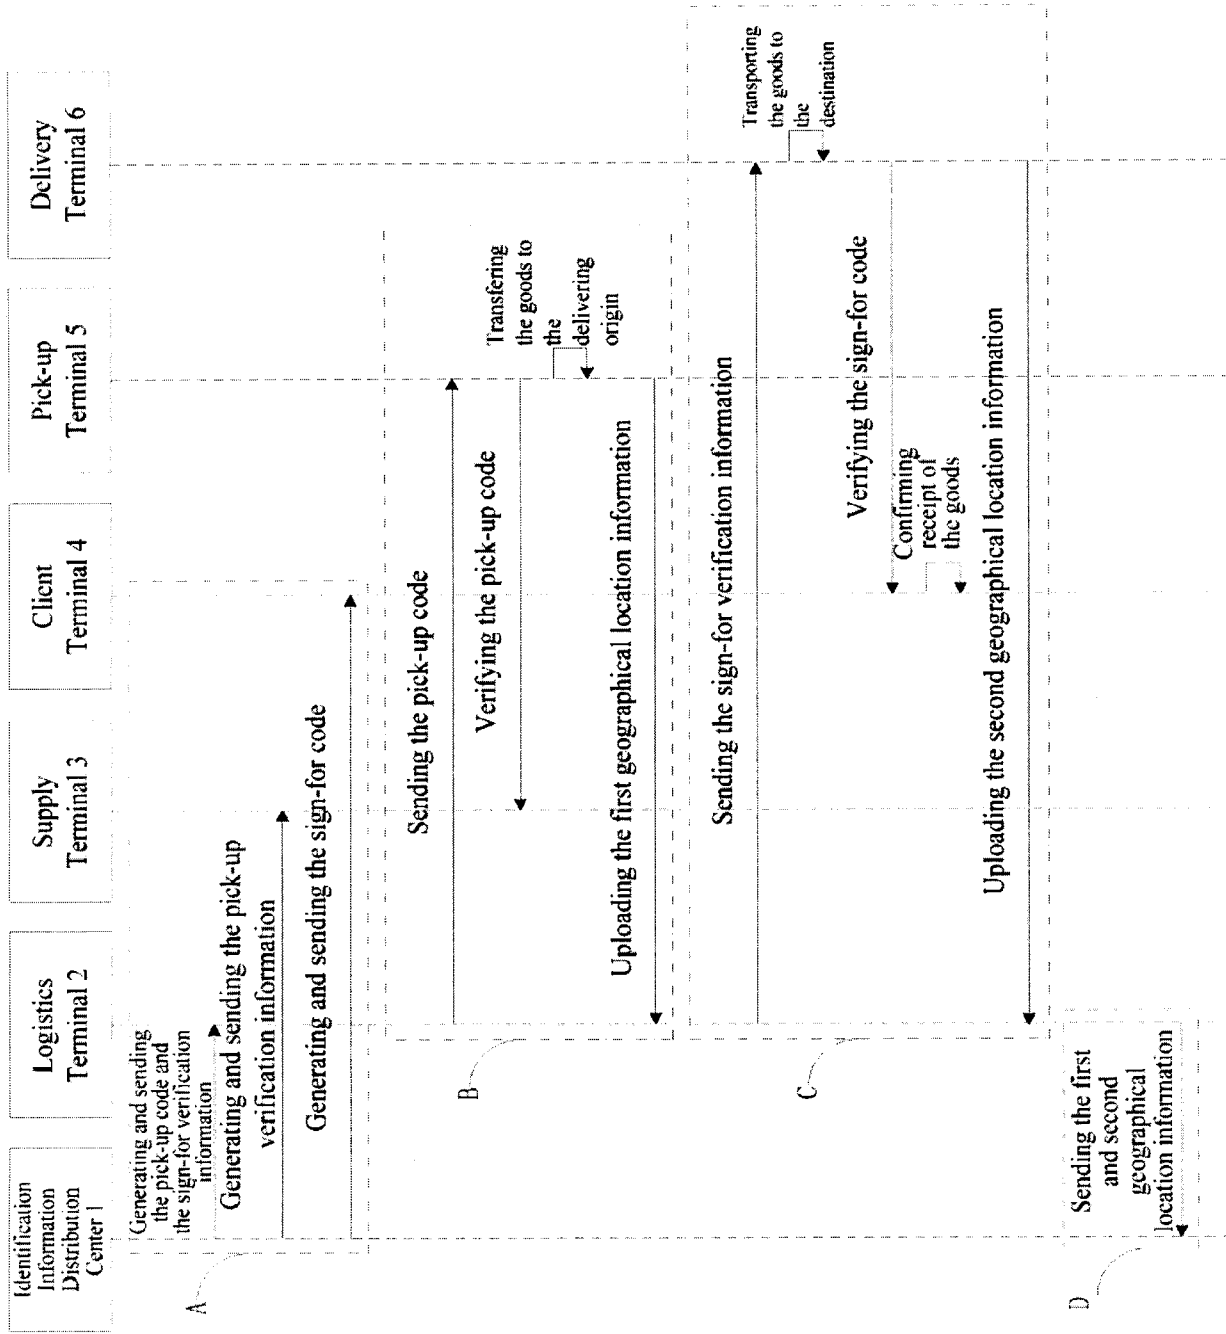 Identification
Information
Distribution
Center 1
Logistics
Terminal 2
Supply
Terminal 3
Client
Terminal 4
Pick-up
Terminal 5
Delivery
Terminal 6
A
Generating and sending
the pick-up code and
the sign-for verification
information
Generating and sending the pick-up
verification information
Generating and sending the sign-for code
B
Sending the pick-up code
Verifying the pick-up code
Transfering
the goods to
the
delivering
origin
Uploading the first geographical location information
C
Sending the sign-for verification information
Transporting
the goods to
the
destination
Verifying the sign-for code
Confirming
receipt of
the goods
Uploading the second geographical location information
D
Sending the first
and second
geographical
location information